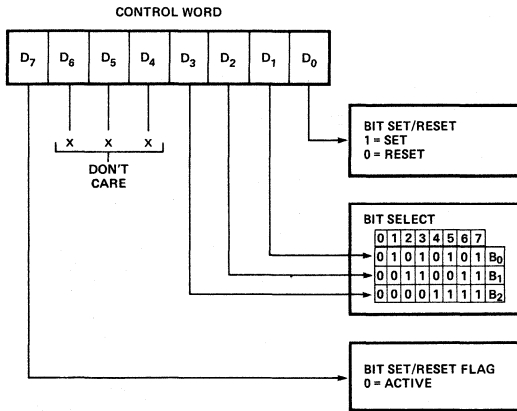 CONTROL WORD
D7 D6 D5 D4 D3 D2 D1 D0
X X X
DON'T
CARE
BIT SET/RESET
1 = SET
0 = RESET
BIT SELECT
0 1 2 3 4 5 6 7
0 1 0 1 0 1 0 1 B0
0 0 1 1 0 0 1 1 B1
0 0 0 0 1 1 1 1 B2
BIT SET/RESET FLAG
0 = ACTIVE